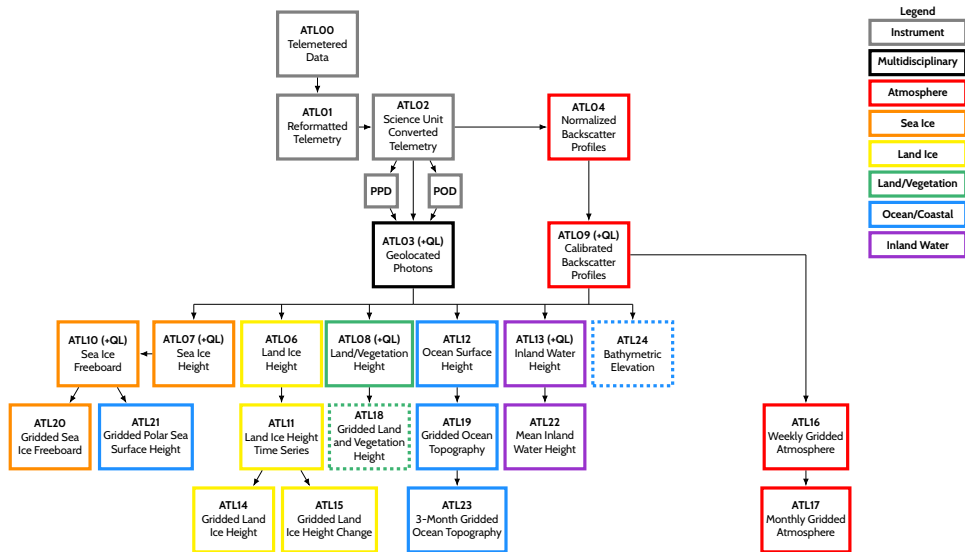 Legend
Instrument
Multidisciplinary
Atmosphere
Sea Ice
Land Ice
Land/Vegetation
Ocean/Coastal
Inland Water
ATL00
Telemetered
Data
ATL01
Reformatted
Telemetry
ATL02
Science Unit
Converted
Telemetry
ATL04
Normalized
Backscatter
Profiles
PPD
POD
ATL03 (+QL)
Geolocated
Photons
ATL09 (+QL)
Calibrated
Backscatter
Profiles
ATL10 (+QL)
Sea Ice
Freeboard
ATL07 (+QL)
Sea Ice
Height
ATL06
Land Ice
Height
ATL08 (+QL)
Land/Vegetation
Height
ATL12
Ocean Surface
Height
ATL13 (+QL)
Inland Water
Height
ATL24
Bathymetric
Elevation
ATL20
Gridded Sea
Ice Freeboard
ATL21
Gridded Polar Sea
Surface Height
ATL11
Land Ice Height
Time Series
ATL18
Gridded Land
and Vegetation
Height
ATL19
Gridded Ocean
Topography
ATL22
Mean Inland
Water Height
ATL16
Weekly Gridded
Atmosphere
ATL14
Gridded Land
Ice Height
ATL15
Gridded Land
Ice Height Change
ATL23
3-Month Gridded
Ocean Topography
ATL17
Monthly Gridded
Atmosphere